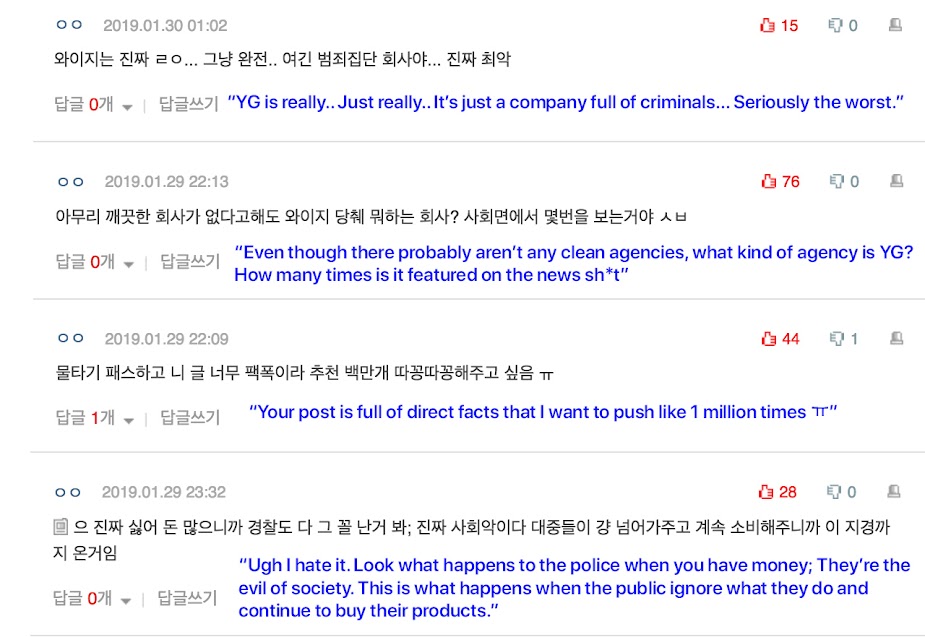 ㅇㅇ 2019.01.30 01:02 15 0
와이지는 진짜 ㄹㅇ... 그냥 완전.. 여긴 범죄집단 회사야... 진짜 최악
답글 0개 | 답글쓰기 “YG is really.. Just really.. It’s just a company full of criminals... Seriously the worst.”
ㅇㅇ 2019.01.29 22:13 76 0
아무리 깨끗한 회사가 없다고해도 와이지 당췌 뭐하는 회사? 사회면에서 몇번을 보는거야 ㅅㅂ
답글 0개 | 답글쓰기 “Even though there probably aren’t any clean agencies, what kind of agency is YG?
How many times is it featured on the news sh*t”
ㅇㅇ 2019.01.29 22:09 44 1
물타기 패스하고 니 글 너무 팩폭이라 추천 백만개 따꽁따꽁해주고 싶음 ㅠ
답글 1개 | 답글쓰기 “Your post is full of direct facts that I want to push like 1 million times ㅠ”
ㅇㅇ 2019.01.29 23:32 28 0
으 진짜 싫어 돈 많으니까 경찰도 다 그 꼴 난거 봐; 진짜 사회악이다 대중들이 걍 넘어가주고 계속 소비해주니까 이 지경까
지 온거임
답글 0개 | 답글쓰기 “Ugh I hate it. Look what happens to the police when you have money; They’re the
evil of society. This is what happens when the public ignore what they do and
continue to buy their products.”